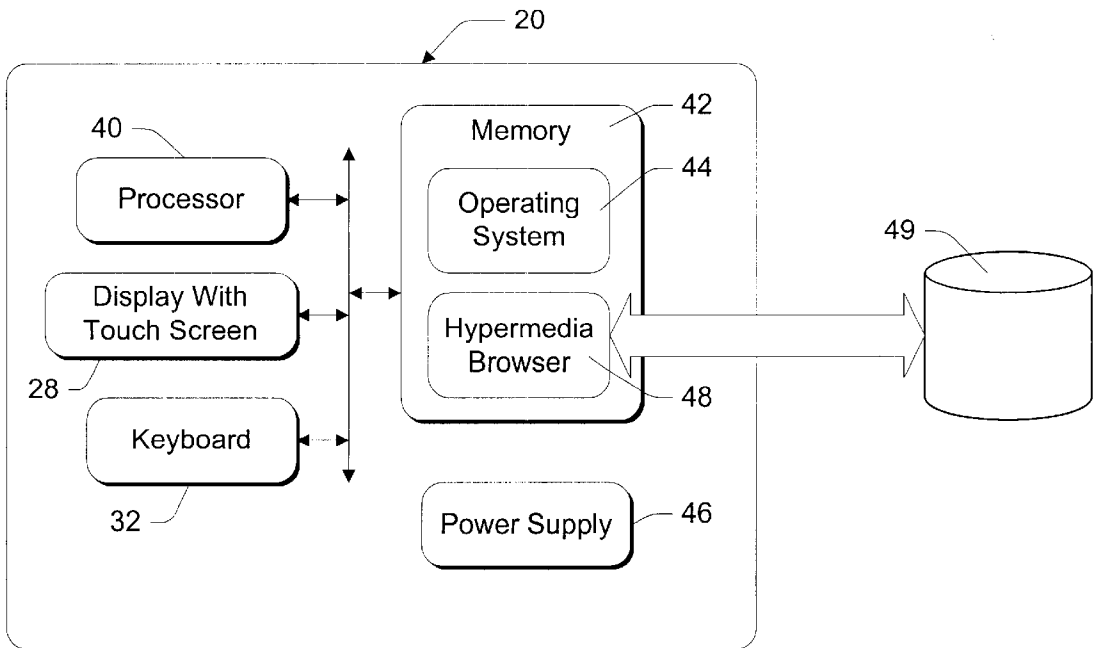 20
42
Memory
40
Processor
44
Operating
System
49
Display With
Touch Screen
28
Hypermedia
Browser
48
Keyboard
32
Power Supply
46